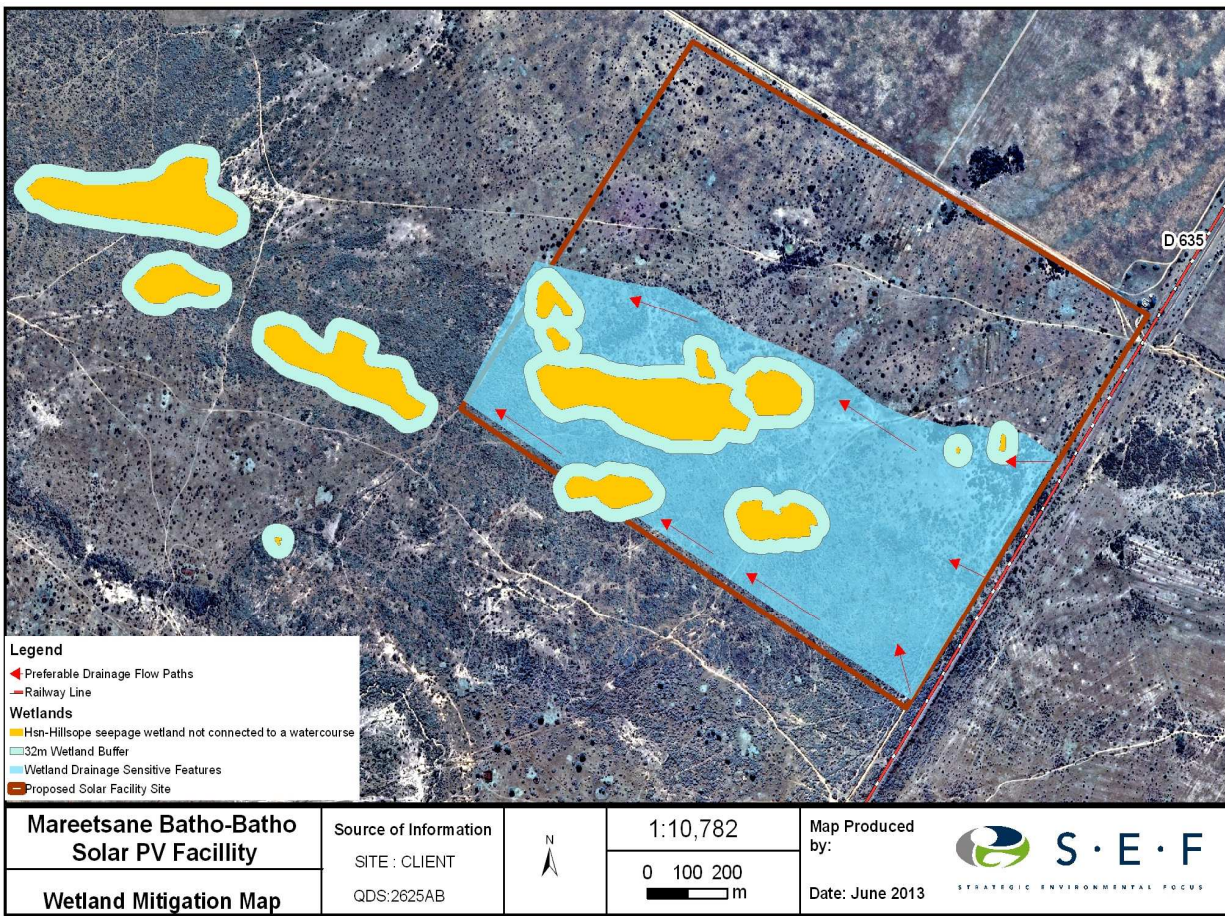 D 635
Legend
Preferable Drainage Flow Paths
Railway Line
Wetlands
Hsn-Hillsope seepage wetland not connected to a watercourse
32m Wetland Buffer
Wetland Drainage Sensitive Features
Proposed Solar Facility Site
Mareetsane Batho-Batho
Solar PV Facillity
Wetland Mitigation Map
Source of Information
SITE : CLIENT
QDS:2625AB
N
1:10,782
0 100 200
m
Map Produced
by:
Date: June 2013
S·E·F
STRATEGIC ENVIRONMENTAL FOCUS